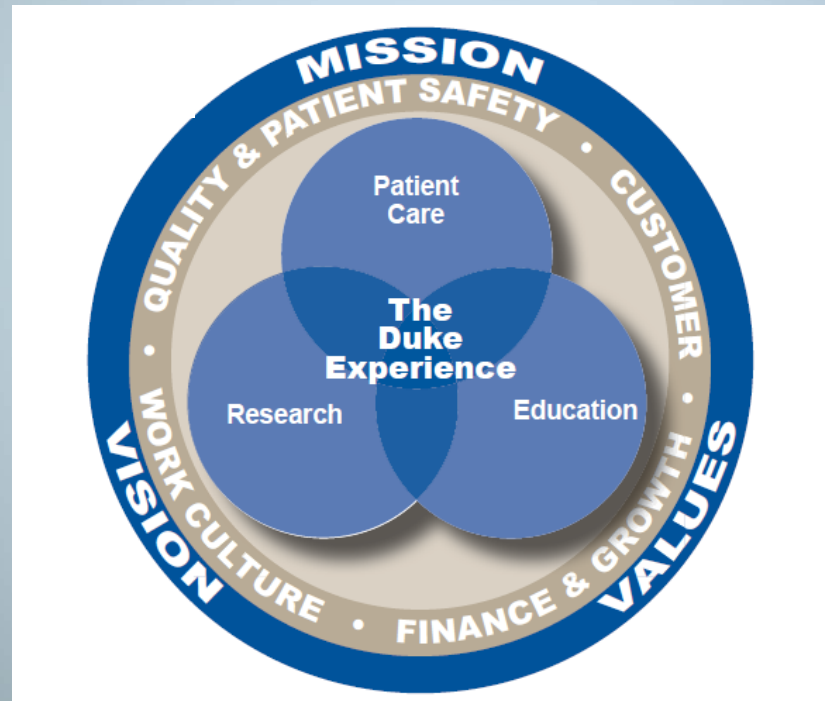 MISSION
QUALITY & PATIENT SAFETY • CUSTOMER • FINANCE & GROWTH • WORK CULTURE •
Patient
Care
The
Duke
Experience
Research
Education
VISION
VALUES